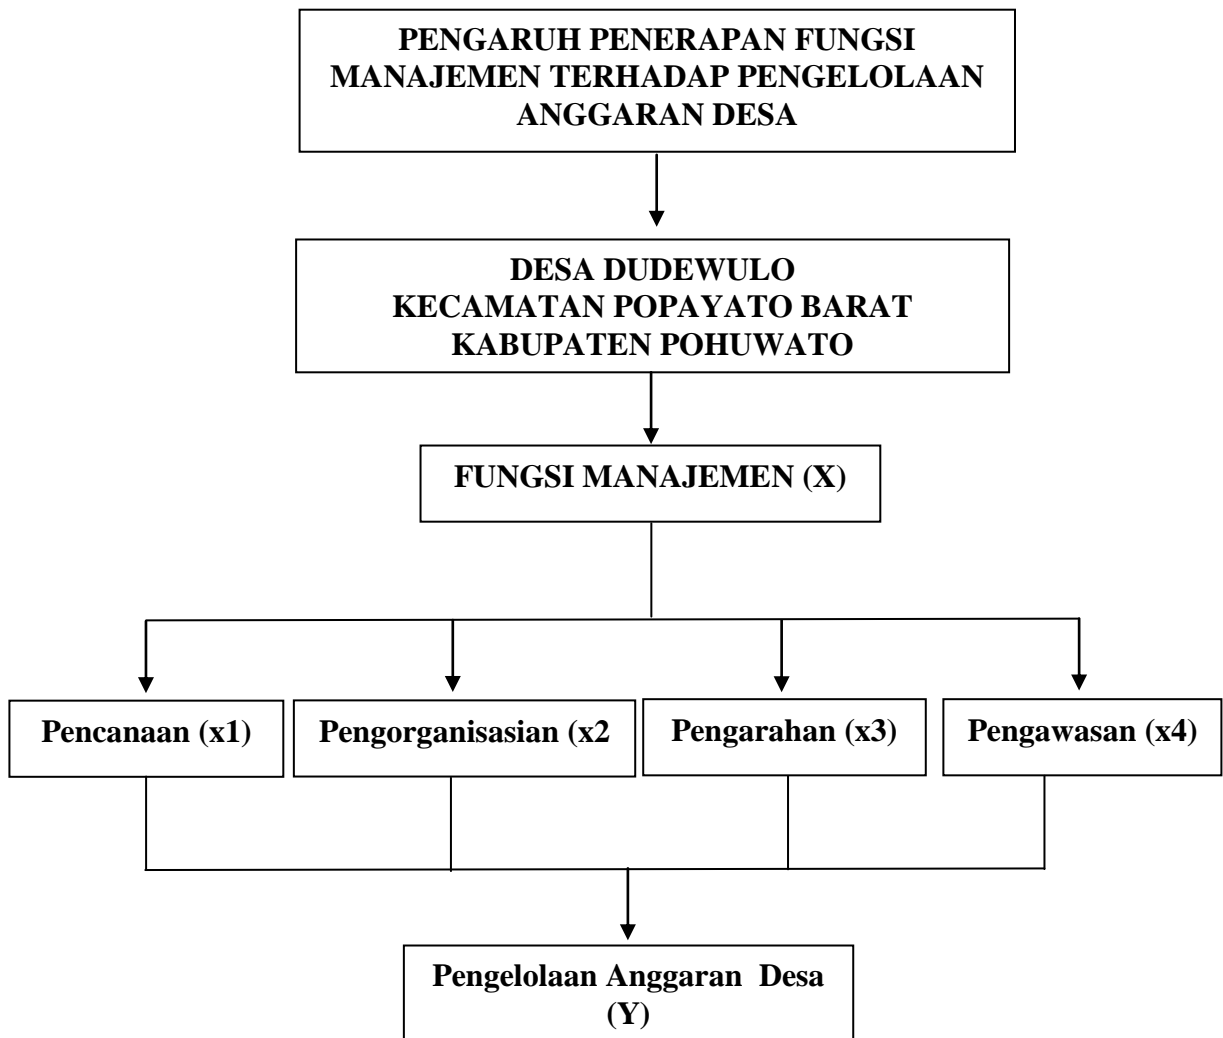 PENGARUH PENERAPAN FUNGSI
MANAJEMEN TERHADAP PENGELOLAAN
ANGGARAN DESA
DESA DUDEWULO
KECAMATAN POPAYATO BARAT
KABUPATEN POHUWATO
FUNGSI MANAJEMEN (X)
Pencanaan (x1)
Pengorganisasian (x2
Pengarahan (x3)
Pengawasan (x4)
Pengelolaan Anggaran Desa
(Y)